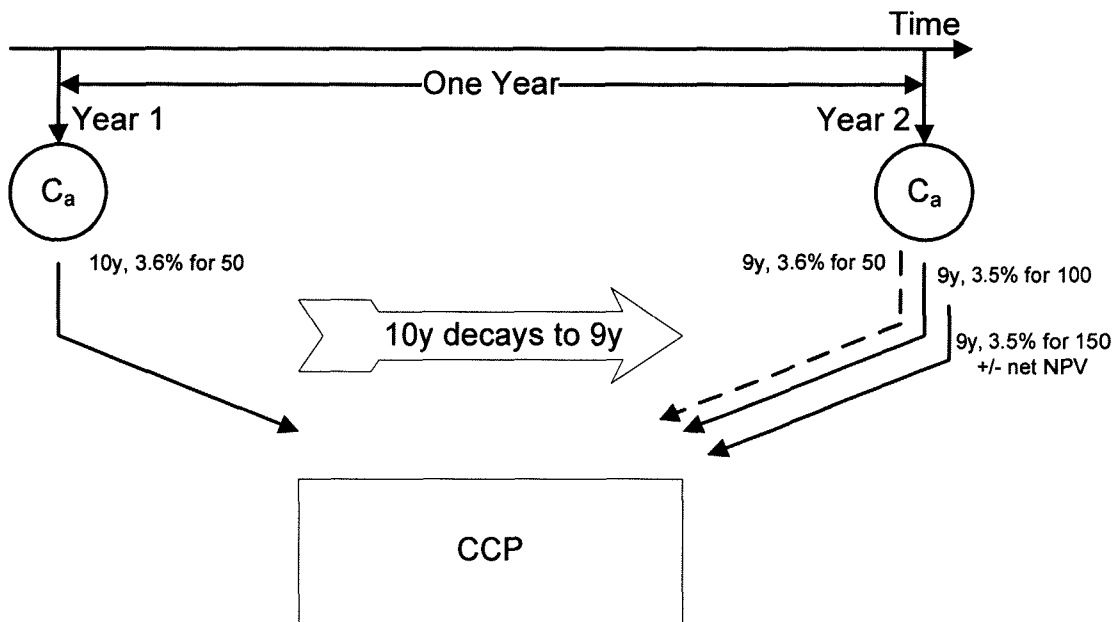 Time
One Year
Year 1
Year 2
Ca
Ca
10y, 3.6% for 50
9y, 3.6% for 50
9y, 3.5% for 100
10y decays to 9y
9y, 3.5% for 150
+/- net NPV
CCP